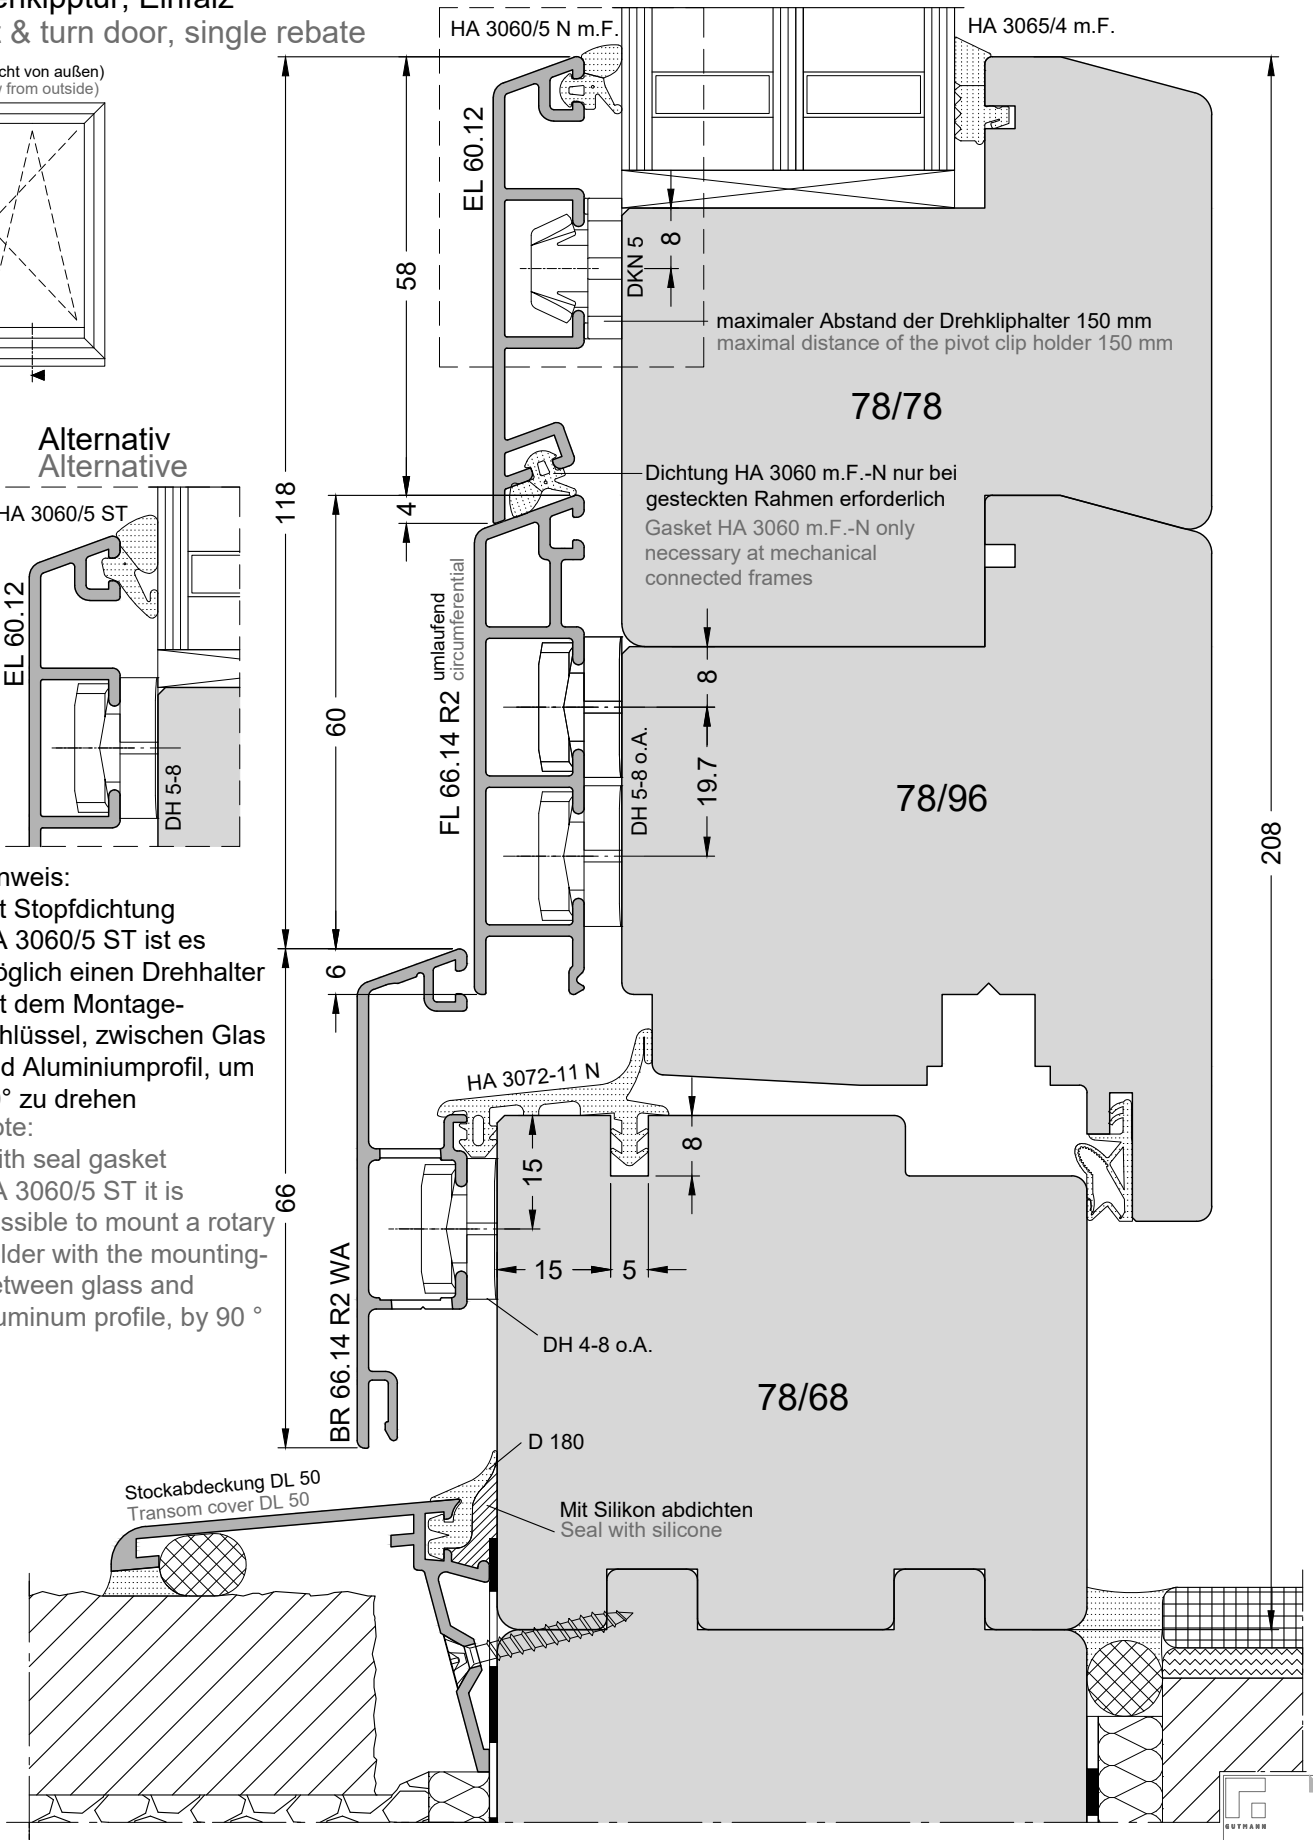 & turn door, single rebate
HA 3060/5 N m.F.
HA 3065/4 m.F.
cht von außen)
from outside)
EL 60.12
58
DKN 5
8
maximaler Abstand der Drehkliphalter 150 mm
maximal distance of the pivot clip holder 150 mm
78/78
Alternativ
Alternative
HA 3060/5 ST
EL 60.12
DH 5-8
118
4
Dichtung HA 3060 m.F.-N nur bei
gesteckten Rahmen erforderlich
Gasket HA 3060 m.F.-N only
necessary at mechanical
connected frames
umlaufend
circumferential
FL 66.14 R2
60
8
19.7
DH 5-8 o.A.
78/96
208
nweis:
t Stopfdichtung
A 3060/5 ST ist es
öglich einen Drehhalter
t dem Montage-
hlüssel, zwischen Glas
d Aluminiumprofil, um
° zu drehen
ote:
ith seal gasket
A 3060/5 ST it is
ssible to mount a rotary
lder with the mounting-
etween glass and
uminum profile, by 90 °
6
66
HA 3072-11 N
15
8
15
5
BR 66.14 R2 WA
DH 4-8 o.A.
78/68
D 180
Stockabdeckung DL 50
Transom cover DL 50
Mit Silikon abdichten
Seal with silicone
GUTMANN